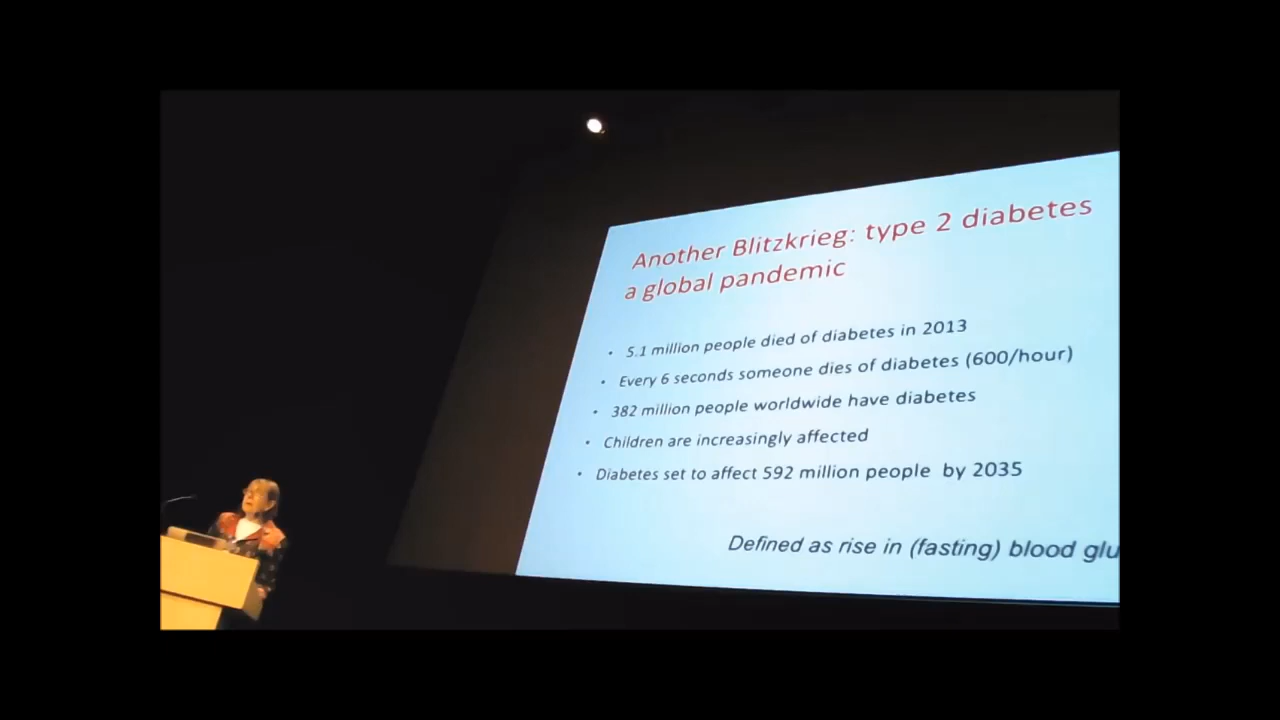 Another Blitzkrieg: type 2 diabetes
a global pandemic
• 5.1 million people died of diabetes in 2013
• Every 6 seconds someone dies of diabetes (600/hour)
• 382 million people worldwide have diabetes
• Children are increasingly affected
• Diabetes set to affect 592 million people by 2035
Defined as rise in (fasting) blood glu